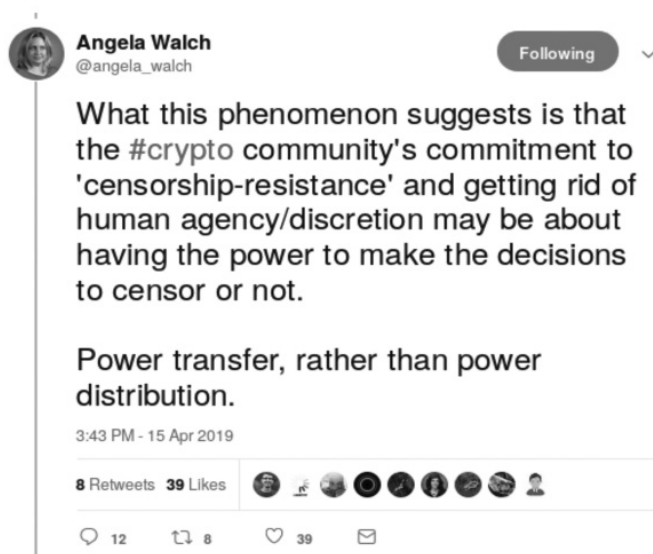 Angela Walch
@angela_walch
Following
What this phenomenon suggests is that
the #crypto community's commitment to
'censorship-resistance' and getting rid of
human agency/discretion may be about
having the power to make the decisions
to censor or not.
Power transfer, rather than power
distribution.
3:43 PM - 15 Apr 2019
8 Retweets 39 Likes
12 8 39